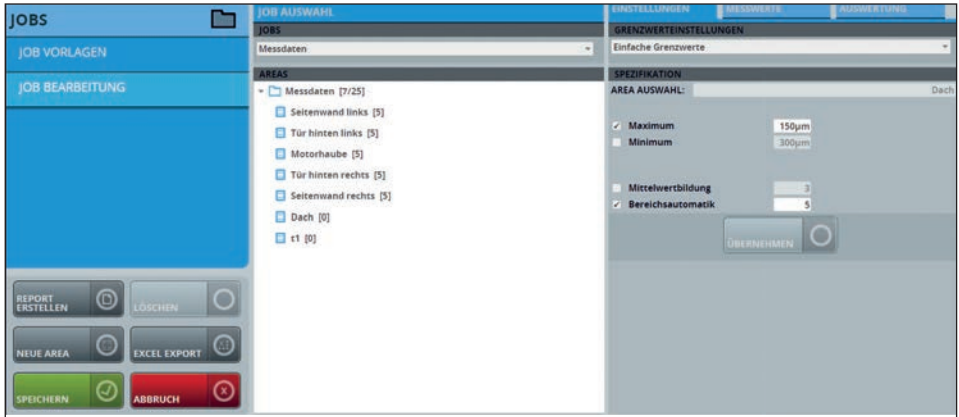 JOBS
JOB VORLAGEN
JOB BEARBEITUNG
REPORT
ERSTELLEN
LÖSCHEN
NEUE AREA
EXCEL EXPORT
SPEICHERN
ABBRUCH
JOB AUSWAHL
JOBS
Messdaten
AREAS
Messdaten [7/25]
Seitenwand links [5]
Tür hinten links [5]
Motorhaube [5]
Tür hinten rechts [5]
Seitenwand rechts [5]
Dach [0]
t1 [0]
EINSTELLUNGEN MESSWERTE AUSWERTUNG
GRENZWERTEINSTELLUNGEN
Einfache Grenzwerte
SPEZIFIKATION
AREA AUSWAHL: Dach
Maximum 150µm
Minimum 300µm
Mittelwertbildung 3
Bereichsautomatik 5
ÜBERNEHMEN